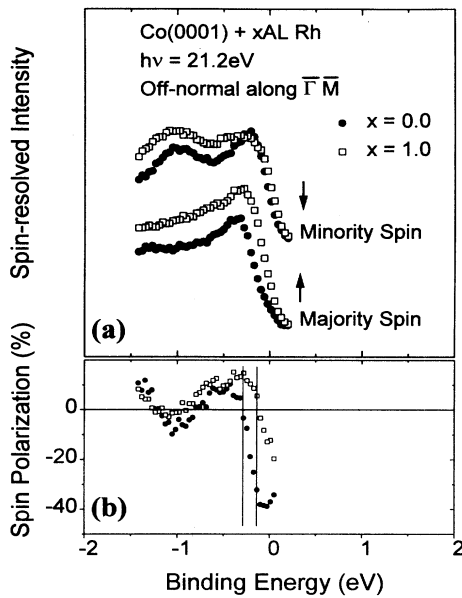 Co(0001) + xAL Rh
hν = 21.2eV
Off-normal along Γ̅ M̅
● x = 0.0
□ x = 1.0
Spin-resolved Intensity
↓
Minority Spin
↑
(a)
Majority Spin
Spin Polarization (%)
0
-20
-40
(b)
-2 -1 0 1 2
Binding Energy (eV)